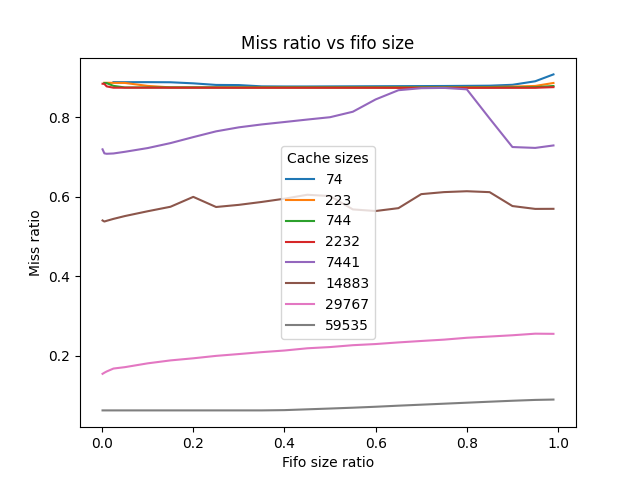 Miss ratio vs fifo size
Miss ratio
0.8
0.6
0.4
0.2
Cache sizes
74
223
744
2232
7441
14883
29767
59535
0.0 0.2 0.4 0.6 0.8 1.0
Fifo size ratio